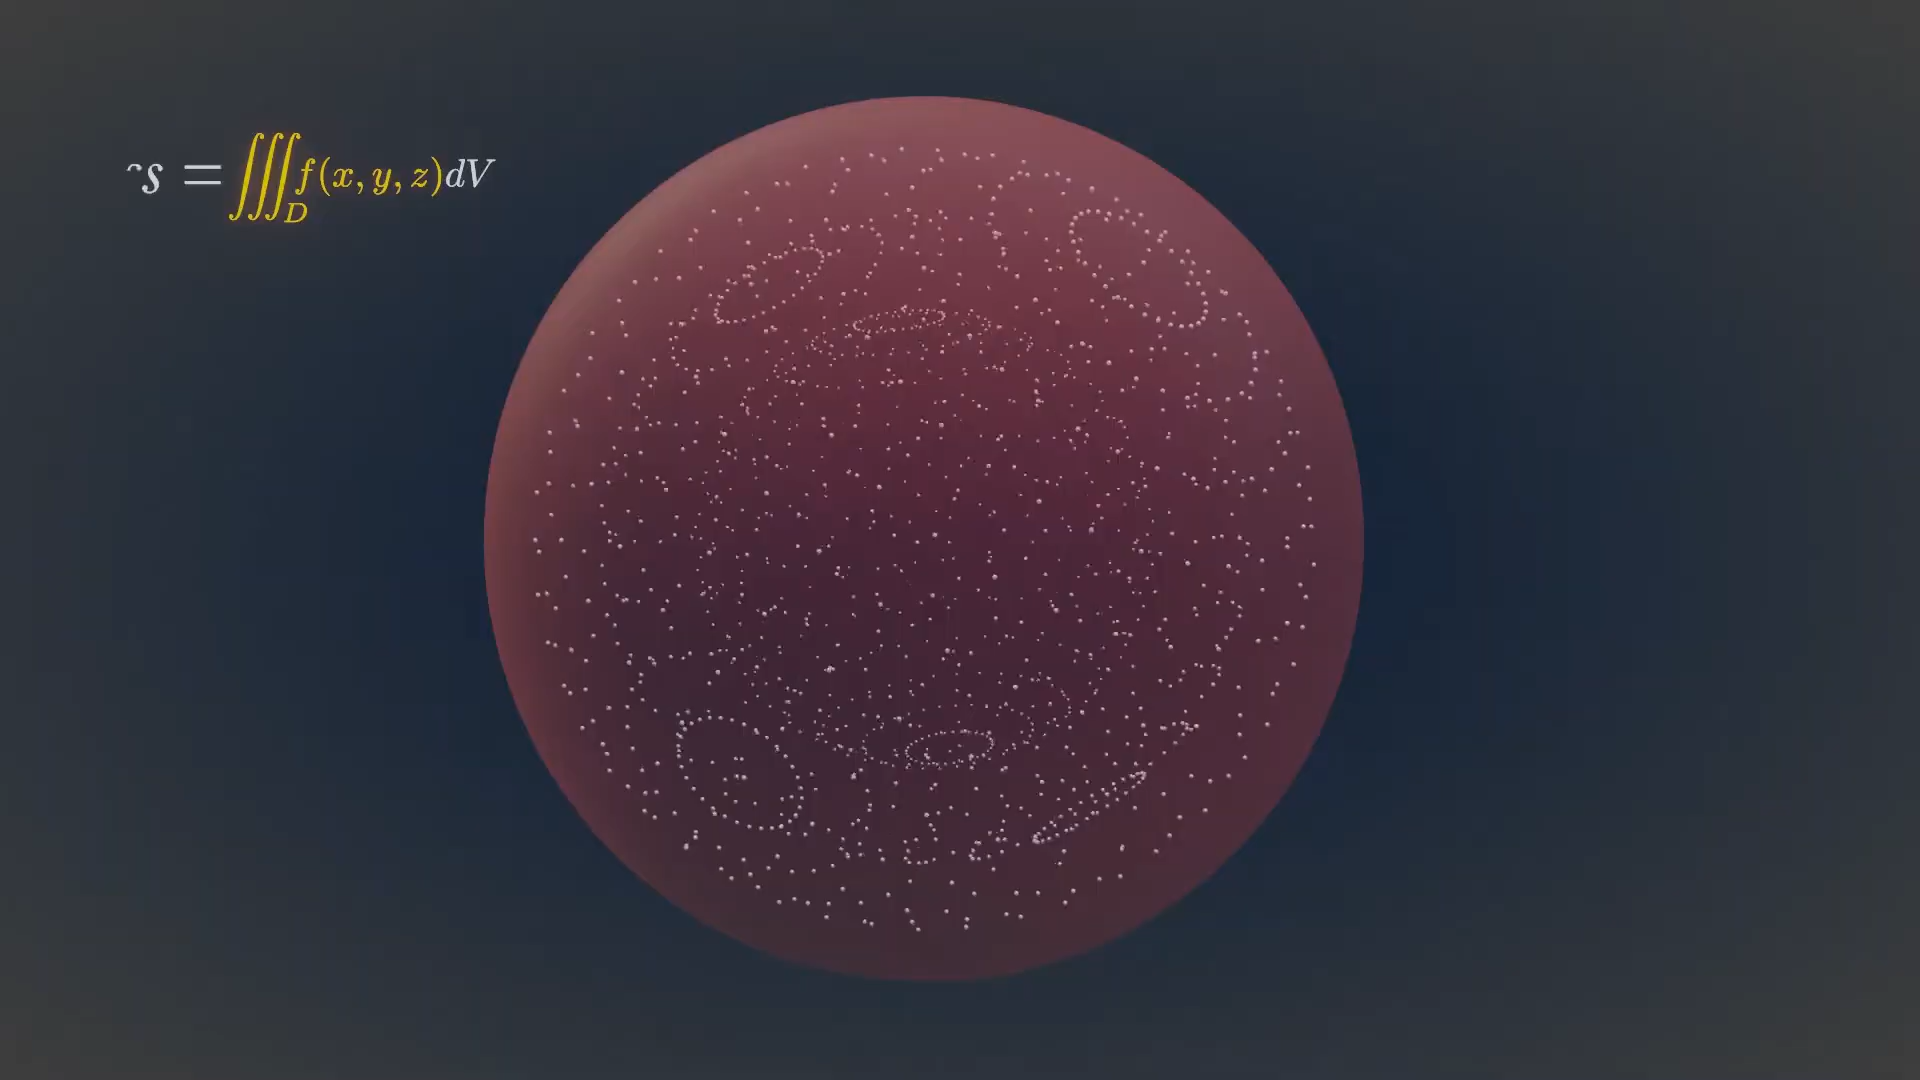 s = ∭_D f(x, y, z)dV